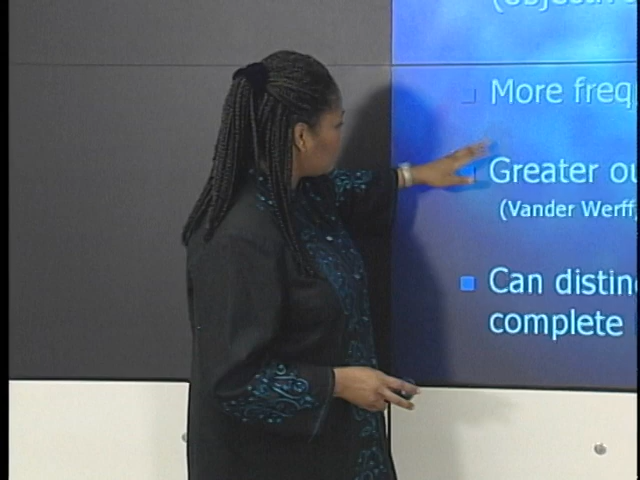 More freq
Greater ou
(Vander Werff,
Can distin
complete